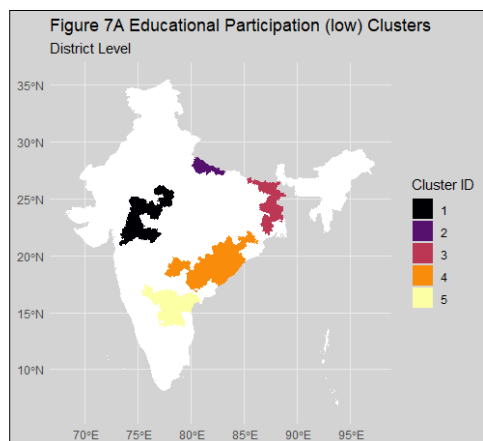 Figure 7A Educational Participation (low) Clusters
District Level
35°N
30°N
25°N
20°N
15°N
10°N
70°E 75°E 80°E 85°E 90°E 95°E
Cluster ID
1
2
3
4
5